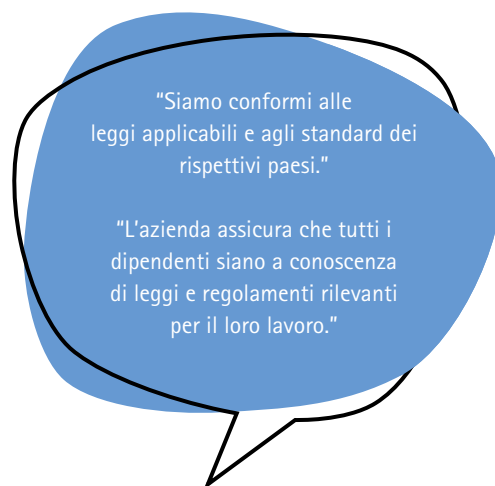 "Siamo conformi alle
leggi applicabili e agli standard dei
rispettivi paesi."
"L'azienda assicura che tutti i
dipendenti siano a conoscenza
di leggi e regolamenti rilevanti
per il loro lavoro."